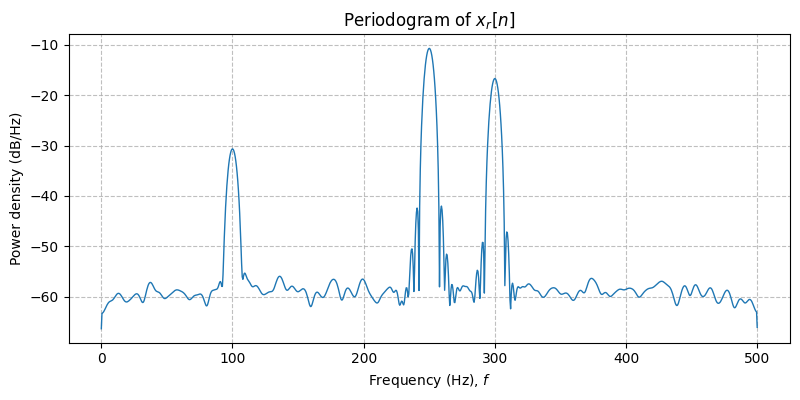 Periodogram of $x_r[n]$
Power density (dB/Hz)
−10
−20
−30
−40
−50
−60
0 100 200 300 400 500
Frequency (Hz), $f$